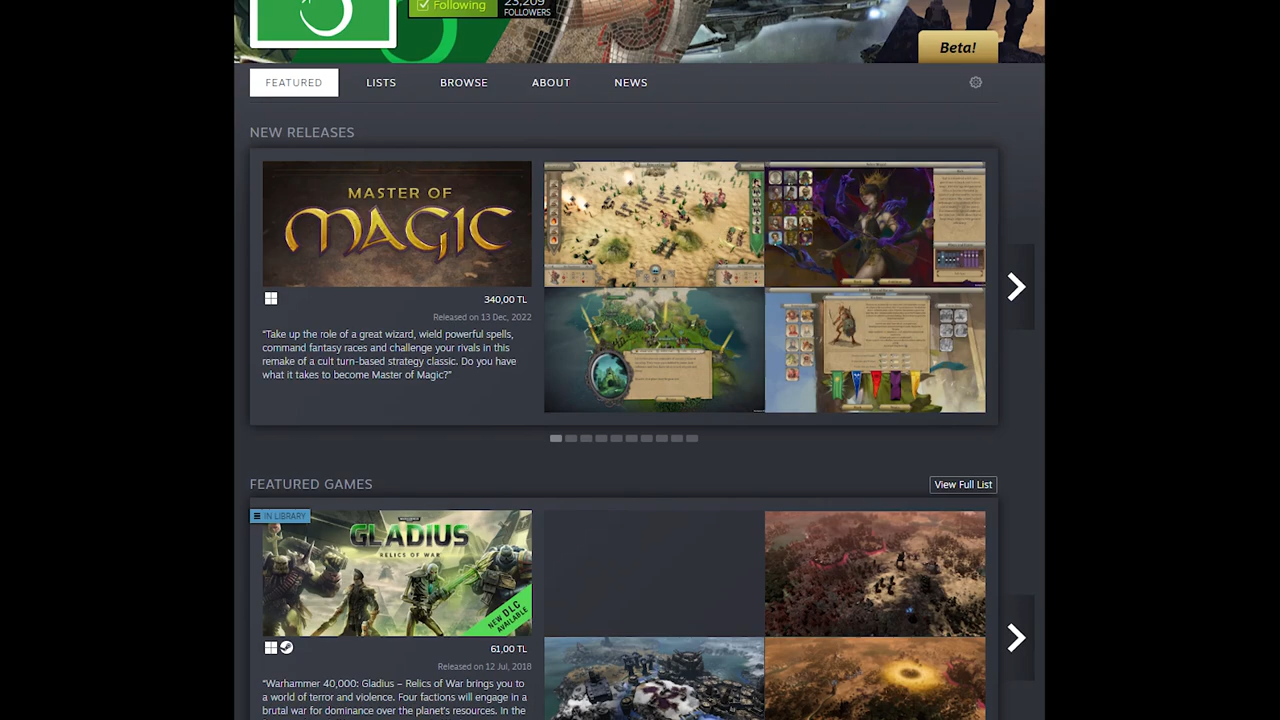 Following
23,209
FOLLOWERS
Beta!
FEATURED
LISTS
BROWSE
ABOUT
NEWS
NEW RELEASES
MASTER OF
MAGIC
340,00 TL
Released on 13 Dec, 2022
“Take up the role of a great wizard, wield powerful spells,
command fantasy races and challenge your rivals in this
remake of a cult turn-based strategy classic. Do you have
what it takes to become Master of Magic?”
FEATURED GAMES
View Full List
IN LIBRARY
GLADIUS
RELICS OF WAR
NEW DLC
AVAILABLE
61,00 TL
Released on 12 Jul, 2018
“Warhammer 40,000: Gladius – Relics of War brings you to
a world of terror and violence. Four factions will engage in a
brutal war for dominance over the planet's resources. In the